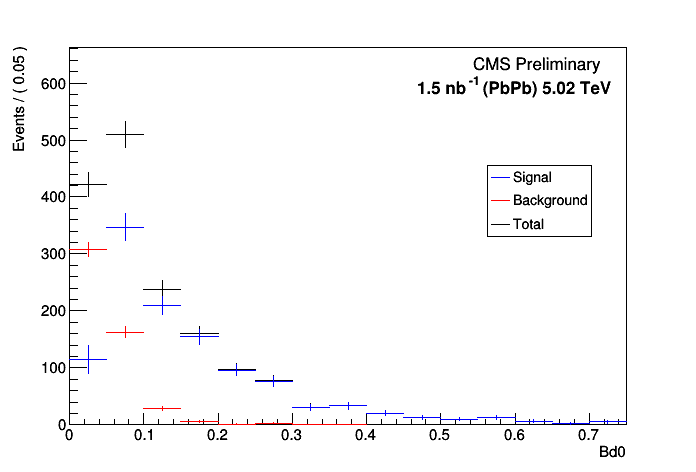 CMS Preliminary
1.5 nb-1 (PbPb) 5.02 TeV
Events / ( 0.05 )
600
500
400
300
200
100
0
Signal
Background
Total
0 0.1 0.2 0.3 0.4 0.5 0.6 0.7
Bd0